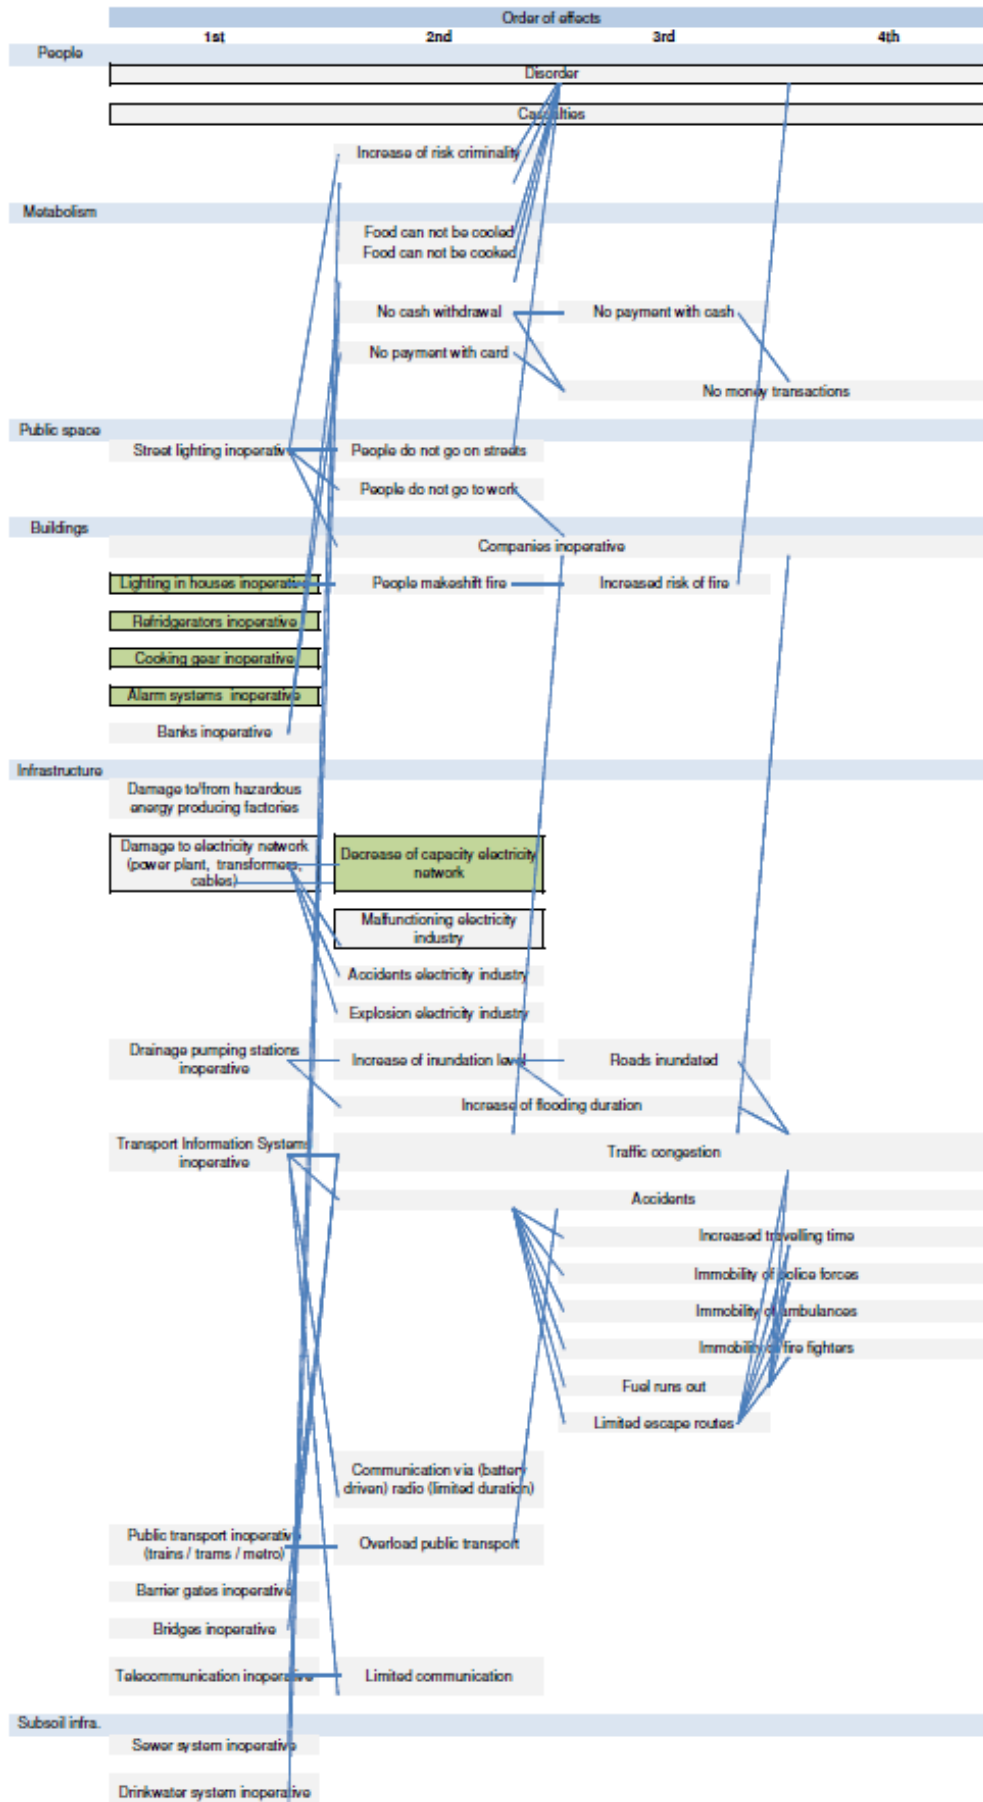 Order of effects
1st 2nd 3rd 4th
People
Disorder
Casualties
Increase of risk criminality
Metabolism
Food can not be cooled
Food can not be cooked
No cash withdrawal No payment with cash
No payment with card
No money transactions
Public space
Street lighting inoperative People do not go on streets
People do not go to work
Buildings
Companies inoperative
Lighting in houses inoperative People makeshift fire Increased risk of fire
Refridgerators inoperative
Cooking gear inoperative
Alarm systems inoperative
Banks inoperative
Infrastructure
Damage to/from hazardous
energy producing factories
Damage to electricity network
(power plant, transformers,
cables)
Decrease of capacity electricity
network
Malfunctioning electricity
industry
Accidents electricity industry
Explosion electricity industry
Drainage pumping stations
inoperative
Increase of inundation level Roads inundated
Increase of flooding duration
Transport Information Systems
inoperative
Traffic congestion
Accidents
Increased travelling time
Immobility of police forces
Immobility of ambulances
Immobility of fire fighters
Fuel runs out
Limited escape routes
Communication via (battery
driven) radio (limited duration)
Public transport inoperative
(trains / trams / metro)
Overload public transport
Barrier gates inoperative
Bridges inoperative
Telecommunication inoperative Limited communication
Subsoil infra.
Sewer system inoperative
Drinkwater system inoperative